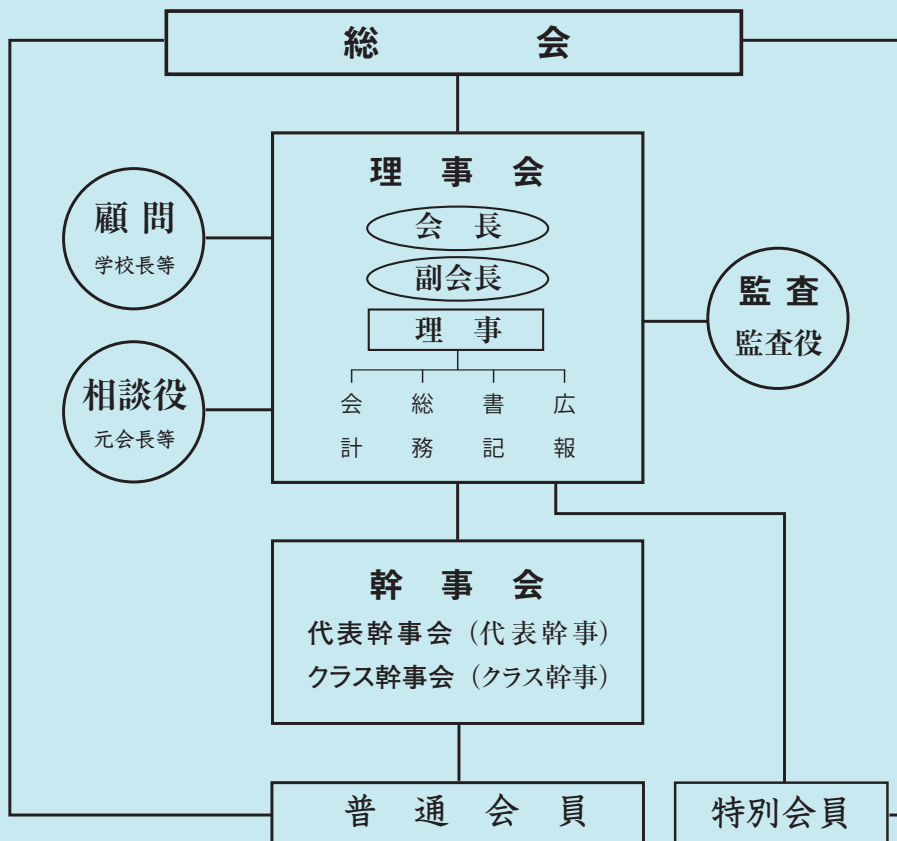 総会
理事会
会長
副会長
理事
会計
総務
書記
広報
顧問
学校長等
相談役
元会長等
監査
監査役
幹事会
代表幹事会（代表幹事）
クラス幹事会（クラス幹事）
普通会員
特別会員